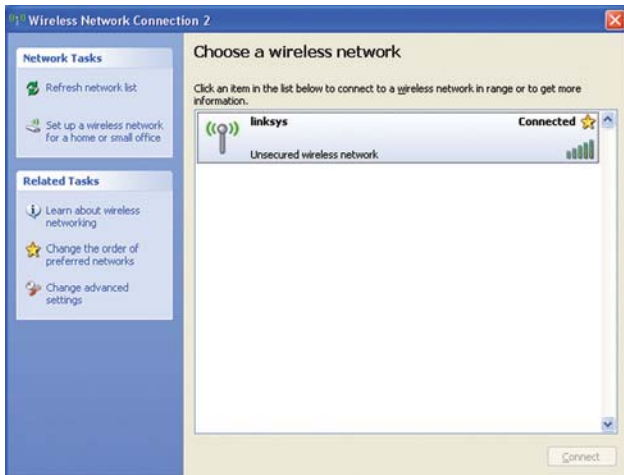 Wireless Network Connection 2
Network Tasks
Refresh network list
Set up a wireless network
for a home or small office
Related Tasks
Learn about wireless
networking
Change the order of
preferred networks
Change advanced
settings
Choose a wireless network
Click an item in the list below to connect to a wireless network in range or to get more
information.
linksys Connected
Unsecured wireless network
Connect